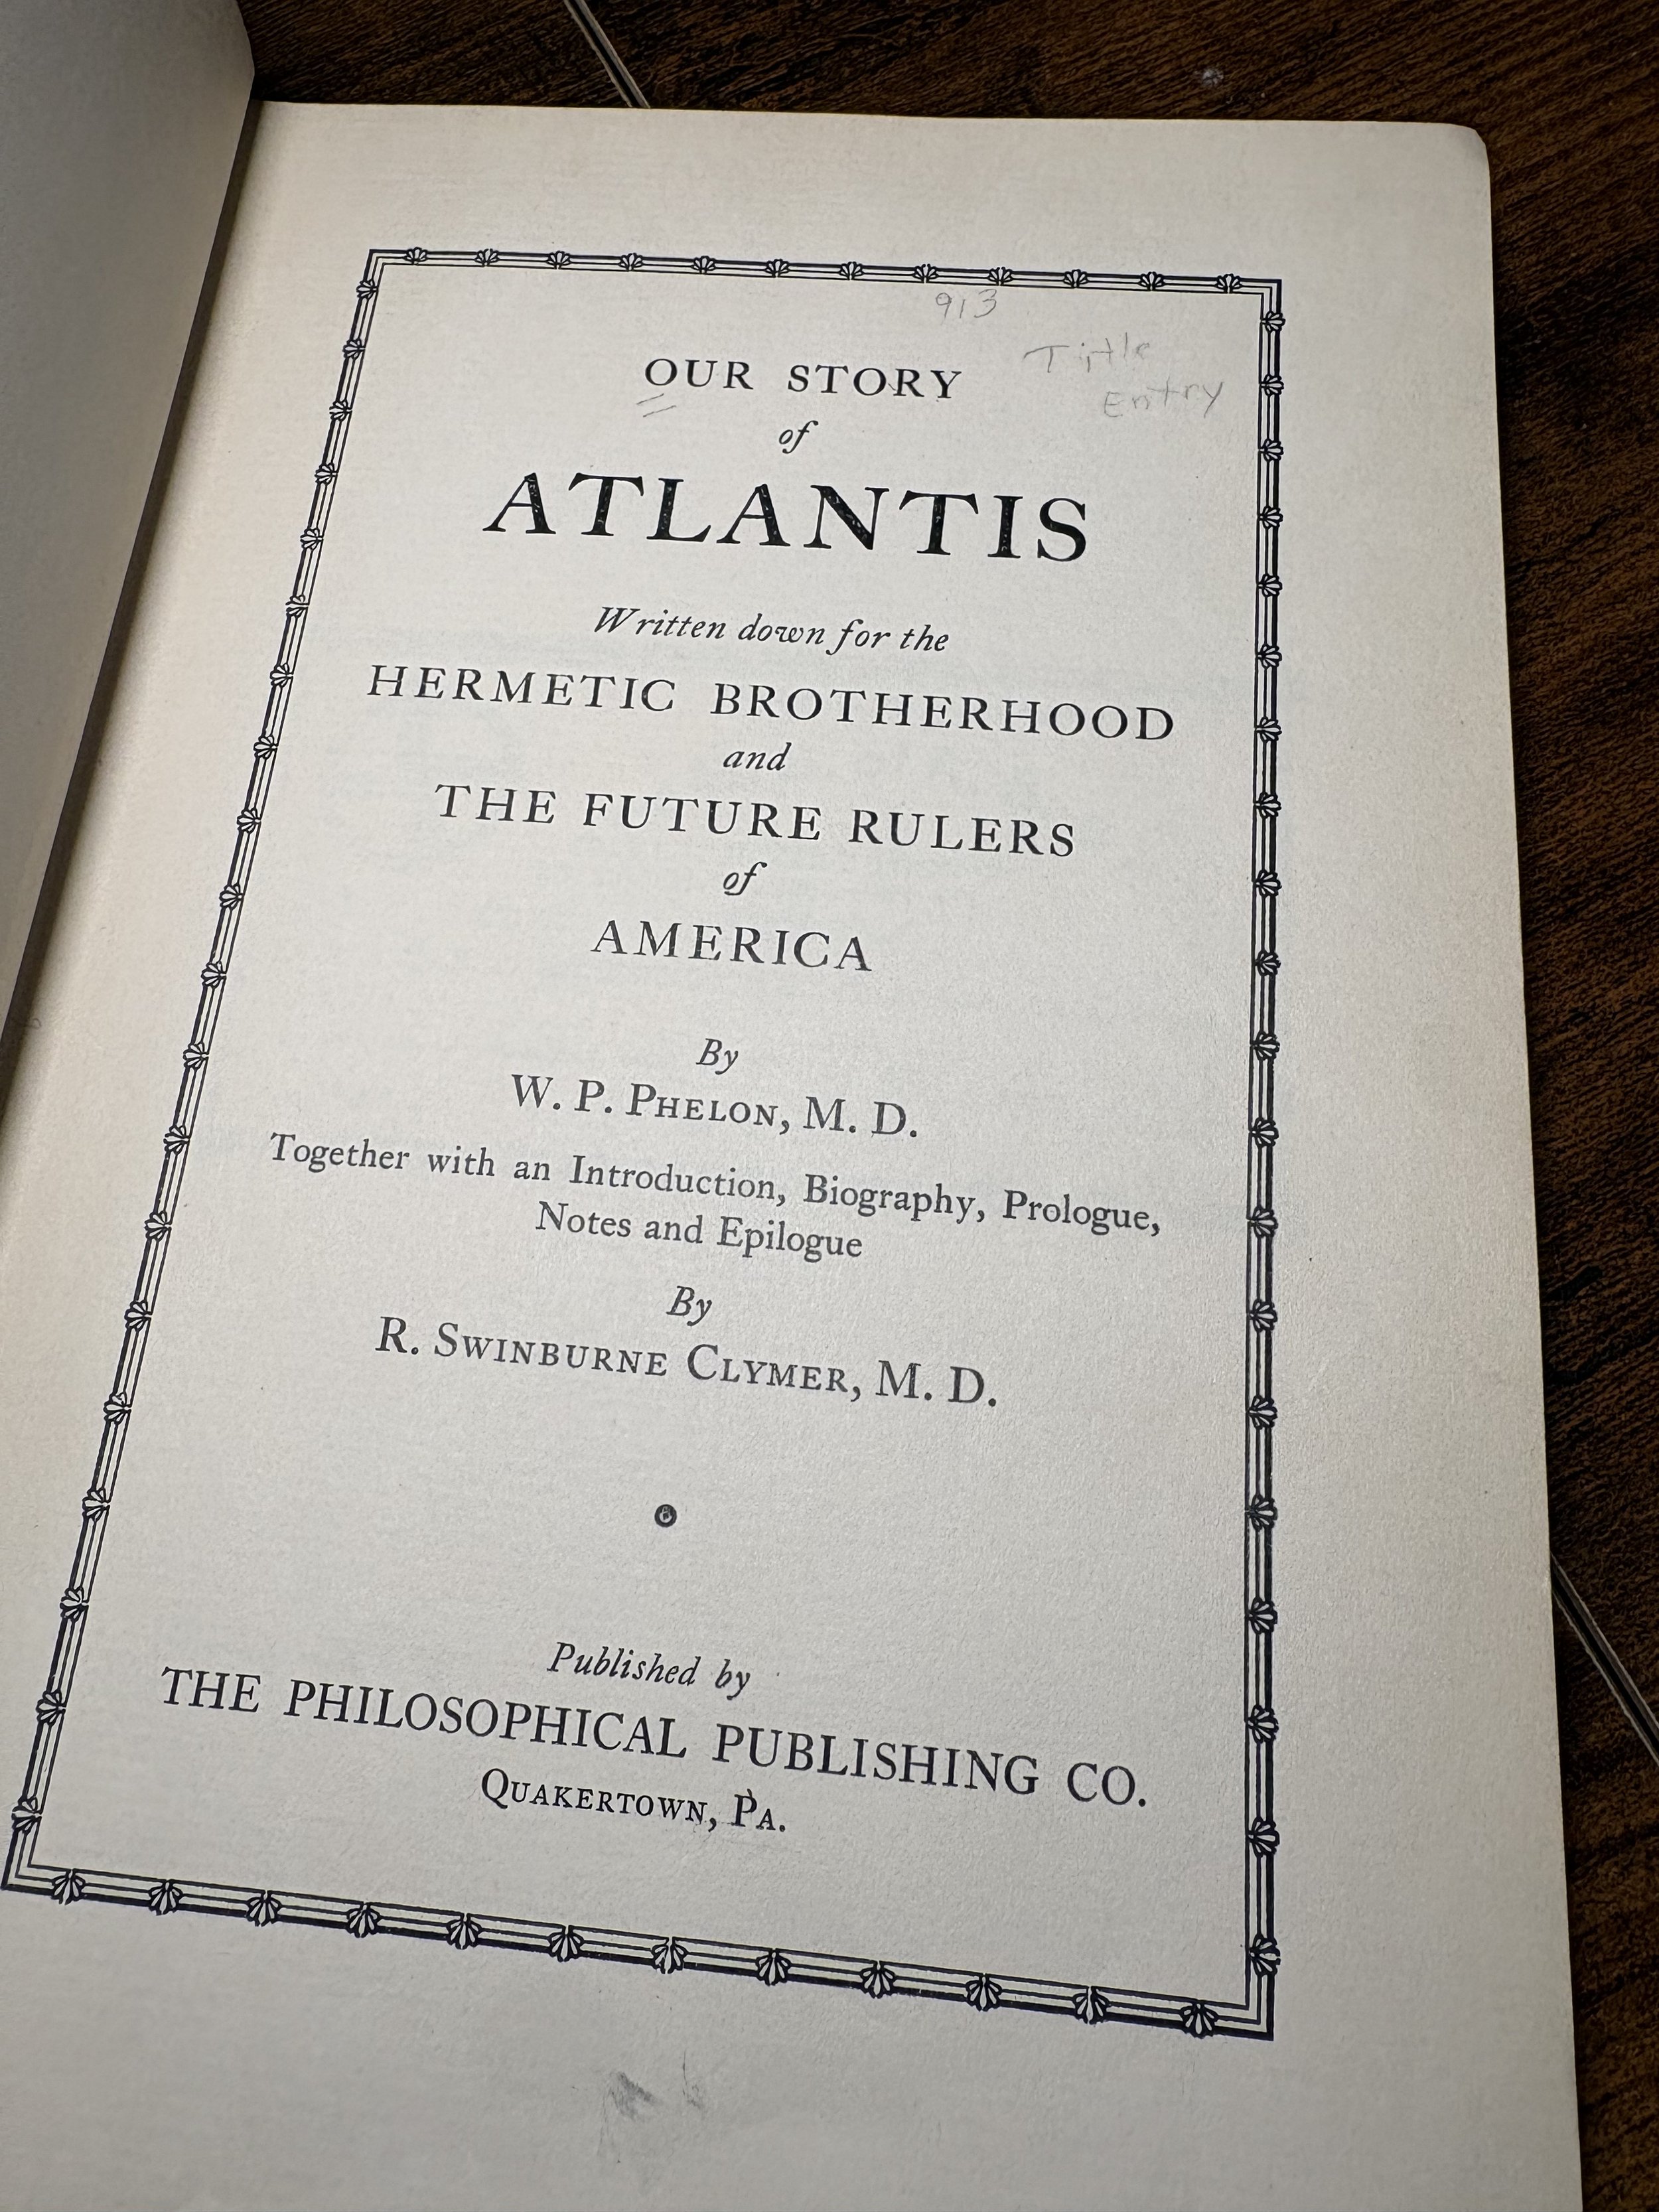 913
Title
Entry
OUR STORY
of
ATLANTIS
Written down for the
HERMETIC BROTHERHOOD
and
THE FUTURE RULERS
of
AMERICA
By
W. P. PHELON, M. D.
Together with an Introduction, Biography, Prologue,
Notes and Epilogue
By
R. SWINBURNE CLYMER, M. D.
Published by
THE PHILOSOPHICAL PUBLISHING CO.
QUAKERTOWN, PA.